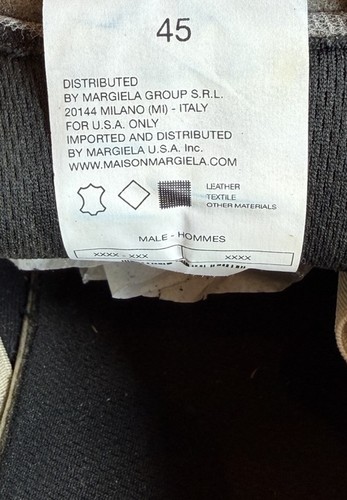 45
DISTRIBUTED
BY MARGIELA GROUP S.R.L.
20144 MILANO (MI) - ITALY
FOR U.S.A. ONLY
IMPORTED AND DISTRIBUTED
BY MARGIELA U.S.A. Inc.
WWW.MAISONMARGIELA.COM
LEATHER
TEXTILE
OTHER MATERIALS
MALE - HOMMES
XXXX - XXX XXXX